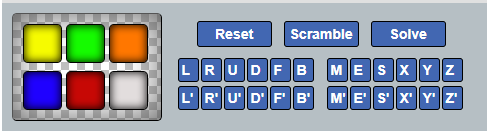 Reset Scramble Solve
L R U D F B M E S X Y Z
L' R' U' D' F' B' M' E' S' X' Y' Z'